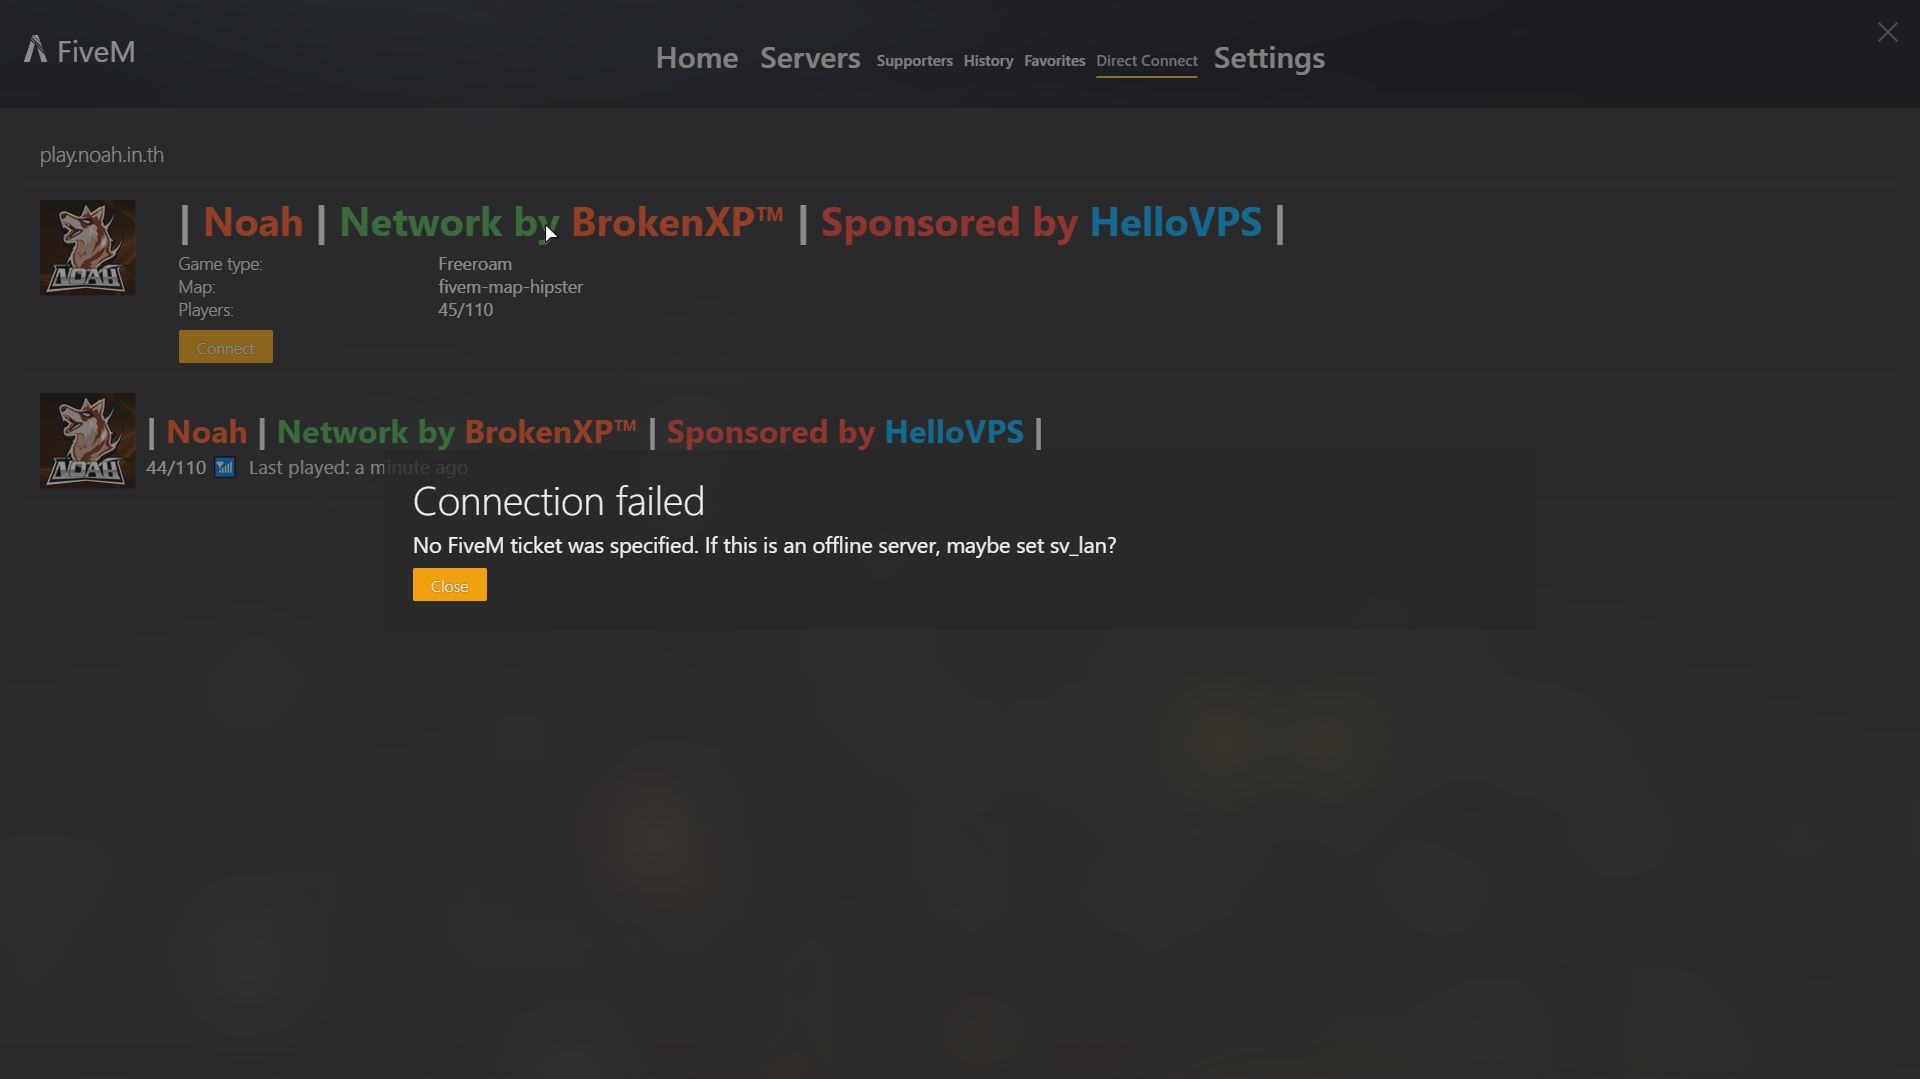 FiveM
Home Servers Supporters History Favorites Direct Connect Settings
play.noah.in.th
NOAH
| Noah | Network by BrokenXP™ | Sponsored by HelloVPS |
Game type: Freeroam
Map: fivem-map-hipster
Players: 45/110
Connect
NOAH
| Noah | Network by BrokenXP™ | Sponsored by HelloVPS |
44/110 Last played: a minute ago
Connection failed
No FiveM ticket was specified. If this is an offline server, maybe set sv_lan?
Close